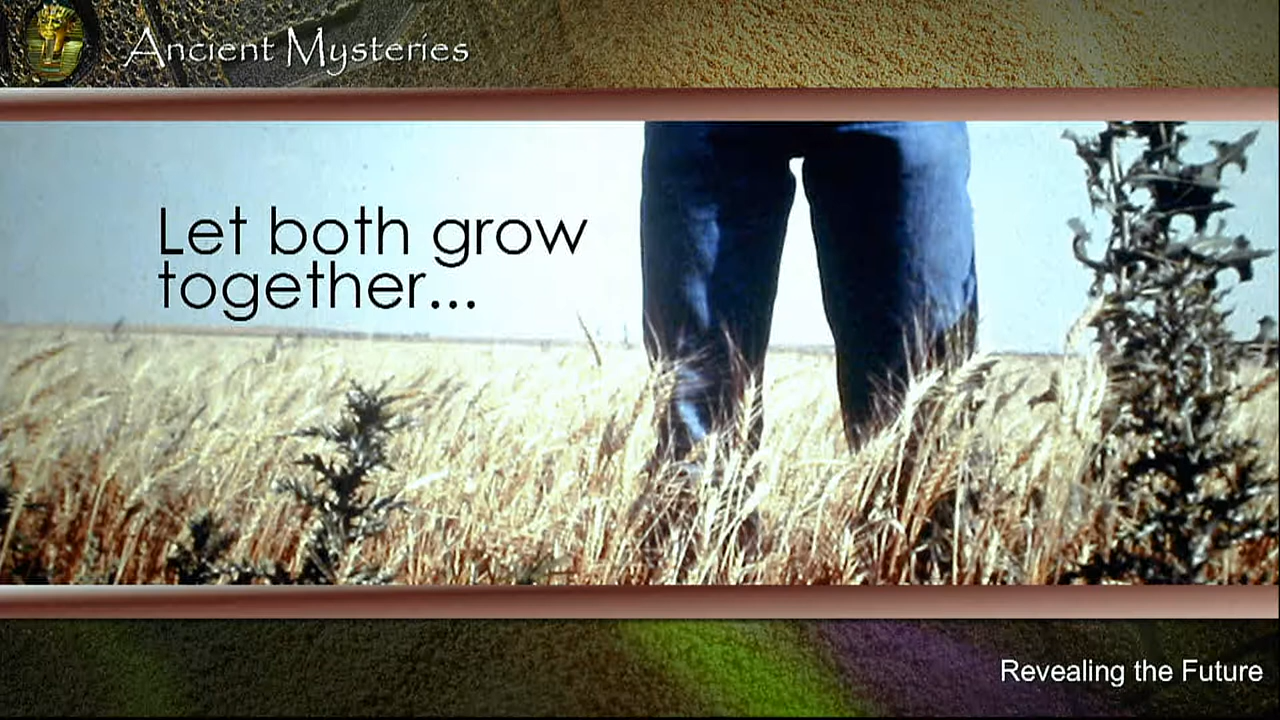 Ancient Mysteries
Let both grow
together...
Revealing the Future